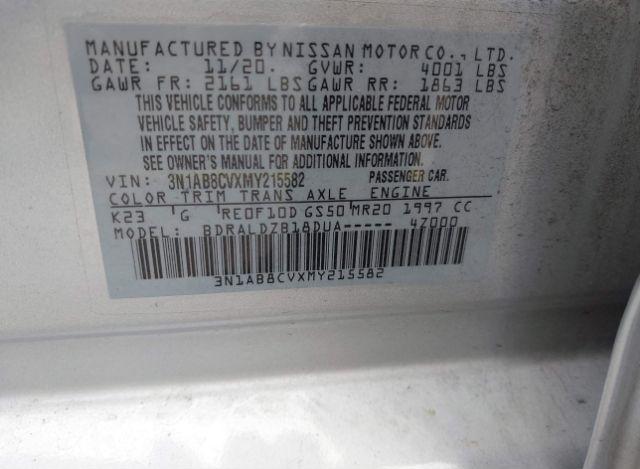 MANUFACTURED BY NISSAN MOTOR CO., LTD.
DATE: 11/20. GVWR: 4001 LBS
GAWR FR: 2161 LBS GAWR RR: 1863 LBS
THIS VEHICLE CONFORMS TO ALL APPLICABLE FEDERAL MOTOR
VEHICLE SAFETY, BUMPER AND THEFT PREVENTION STANDARDS
IN EFFECT ON THE DATE OF MANUFACTURE SHOWN ABOVE.
SEE OWNER'S MANUAL FOR ADDITIONAL INFORMATION.
VIN: 3N1AB8CVXMY215582 PASSENGER CAR.
COLOR TRIM TRANS AXLE ENGINE
K23 G RE0F10D GS50 MR20 1997 CC
MODEL: BDRALDZB18DUA----- 4Z000
3N1AB8CVXMY215582